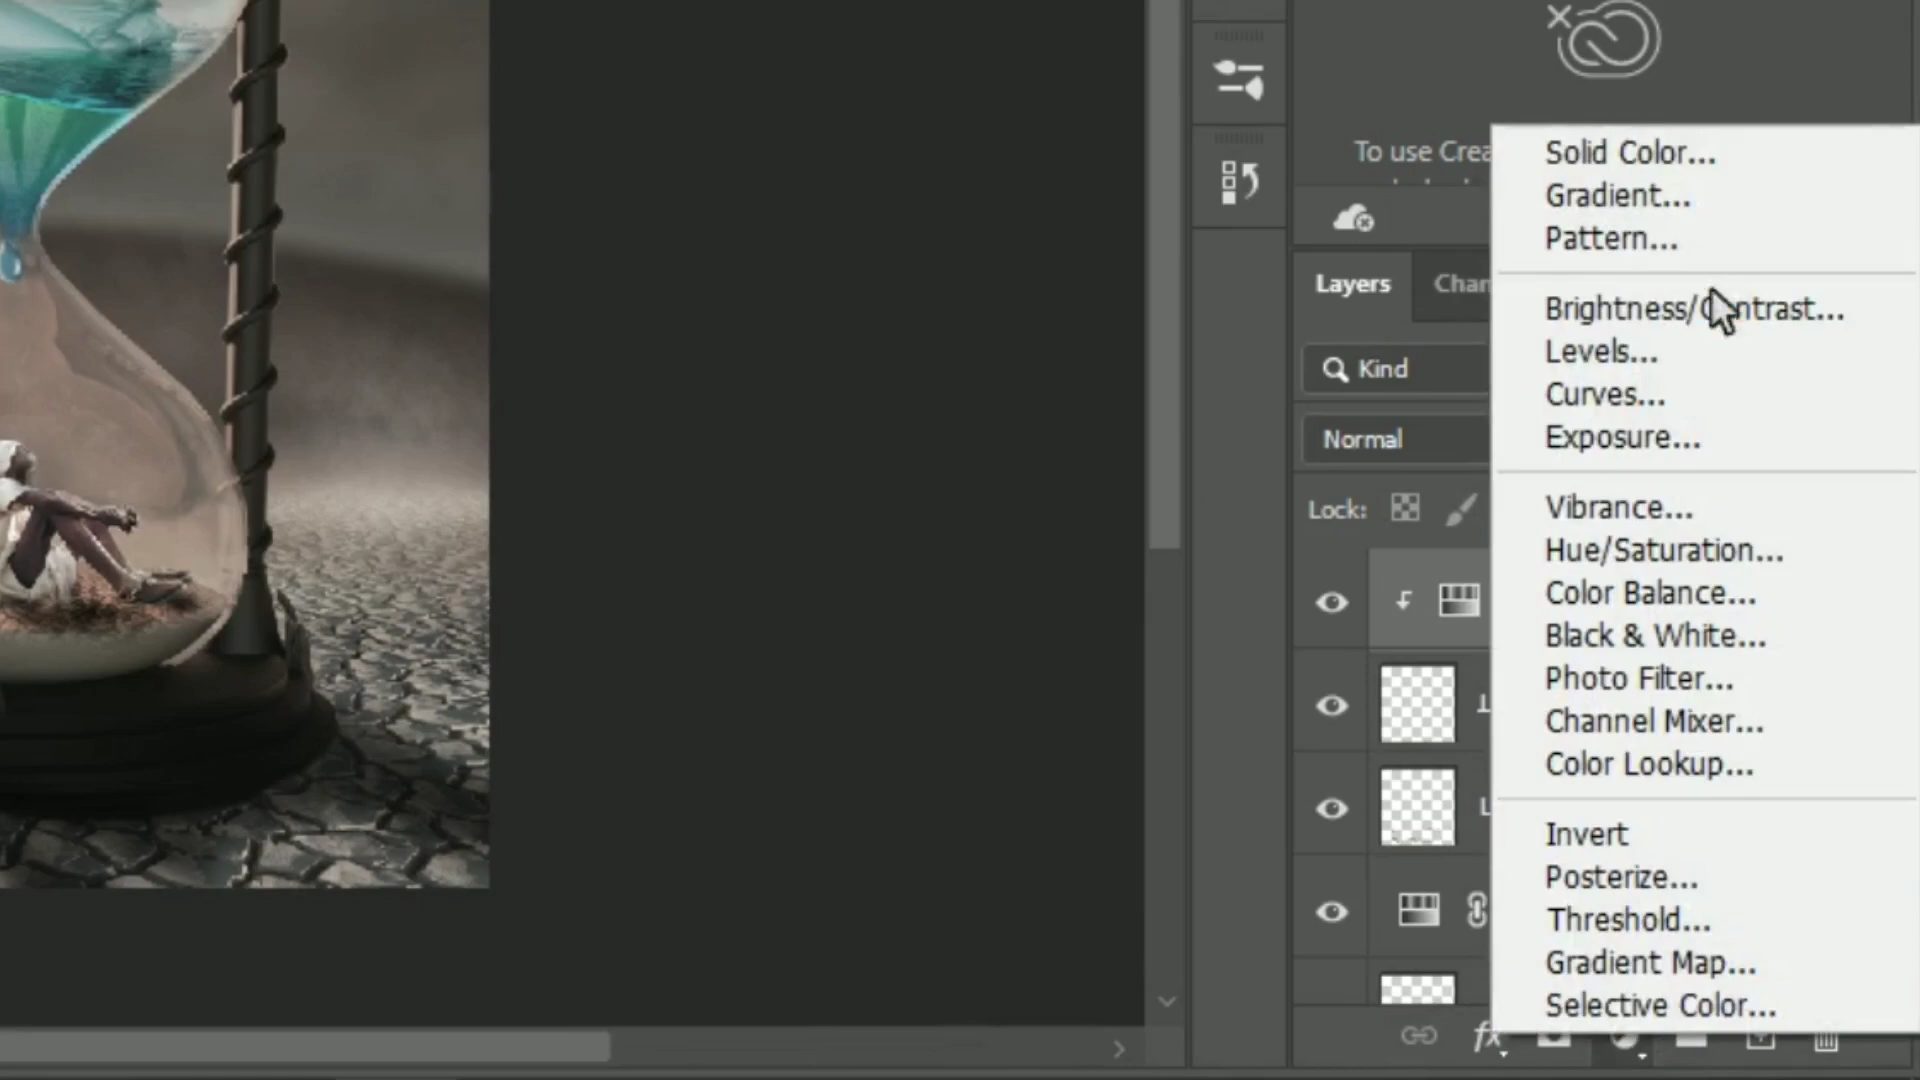 To use Crea
Layers
Chan
Kind
Normal
Lock:
fx
Solid Color...
Gradient...
Pattern...
Brightness/Contrast...
Levels...
Curves...
Exposure...
Vibrance...
Hue/Saturation...
Color Balance...
Black & White...
Photo Filter...
Channel Mixer...
Color Lookup...
Invert
Posterize...
Threshold...
Gradient Map...
Selective Color...